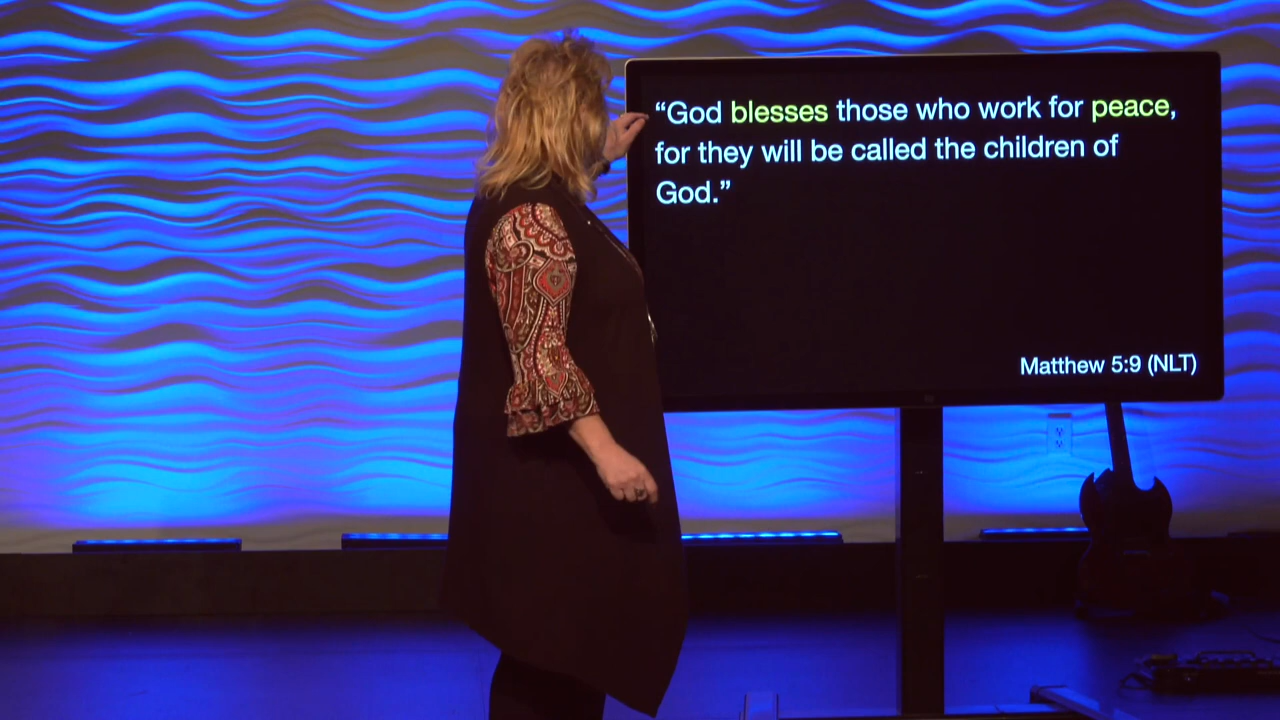 “God blesses those who work for peace,
for they will be called the children of
God.”
Matthew 5:9 (NLT)